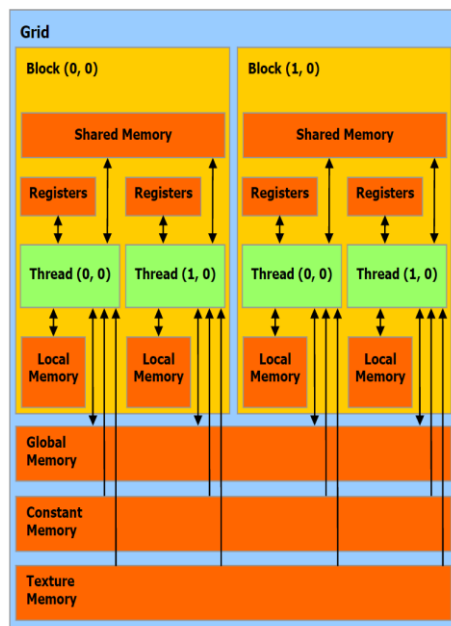 Grid
Block (0, 0)
Block (1, 0)
Shared Memory
Shared Memory
Registers
Registers
Registers
Registers
Thread (0, 0)
Thread (1, 0)
Thread (0, 0)
Thread (1, 0)
Local
Memory
Local
Memory
Local
Memory
Local
Memory
Global
Memory
Constant
Memory
Texture
Memory